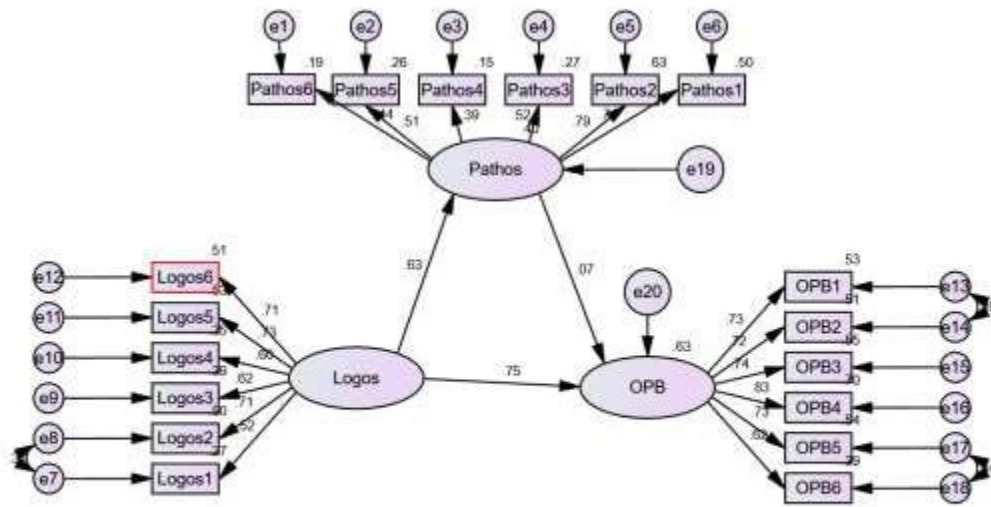 e1 e2 e3 e4 e5 e6
.19 .26 .15 .27 .63 .50
Pathos6 Pathos5 Pathos4 Pathos3 Pathos2 Pathos1
.51 .39 .52 .79
Pathos
e19
.63
.07
.51
e12 Logos6
.71
e11 Logos5
.73
e10 Logos4
e9 Logos3
.62
.71
e8 Logos2
.52
e7 Logos1
Logos
.75
e20
.63
OPB
.53
OPB1 e13
.73
OPB2 e14
.72
OPB3 e15
.74
OPB4 e16
.83
OPB5 e17
.73
OPB6 e18